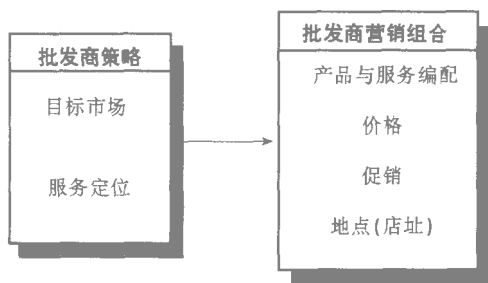 批发商策略
目标市场
服务定位
批发商营销组合
产品与服务编配
价格
促销
地点(店址)